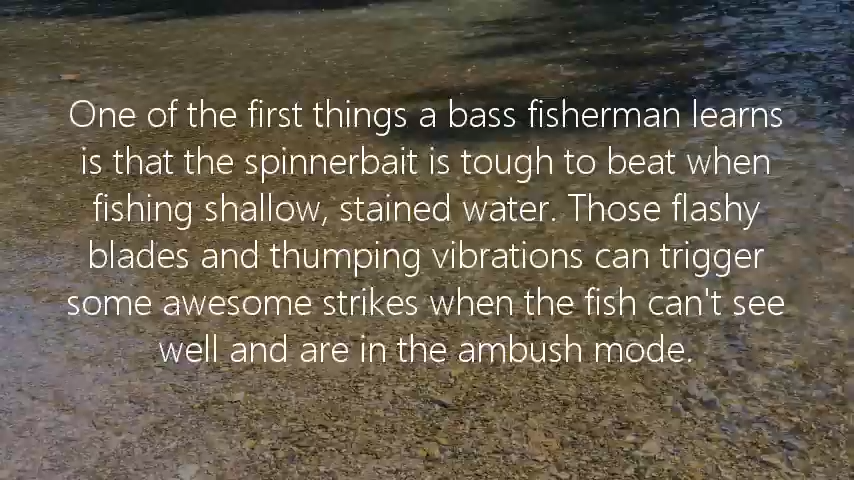 One of the first things a bass fisherman learns
is that the spinnerbait is tough to beat when
fishing shallow, stained water. Those flashy
blades and thumping vibrations can trigger
some awesome strikes when the fish can't see
well and are in the ambush mode.